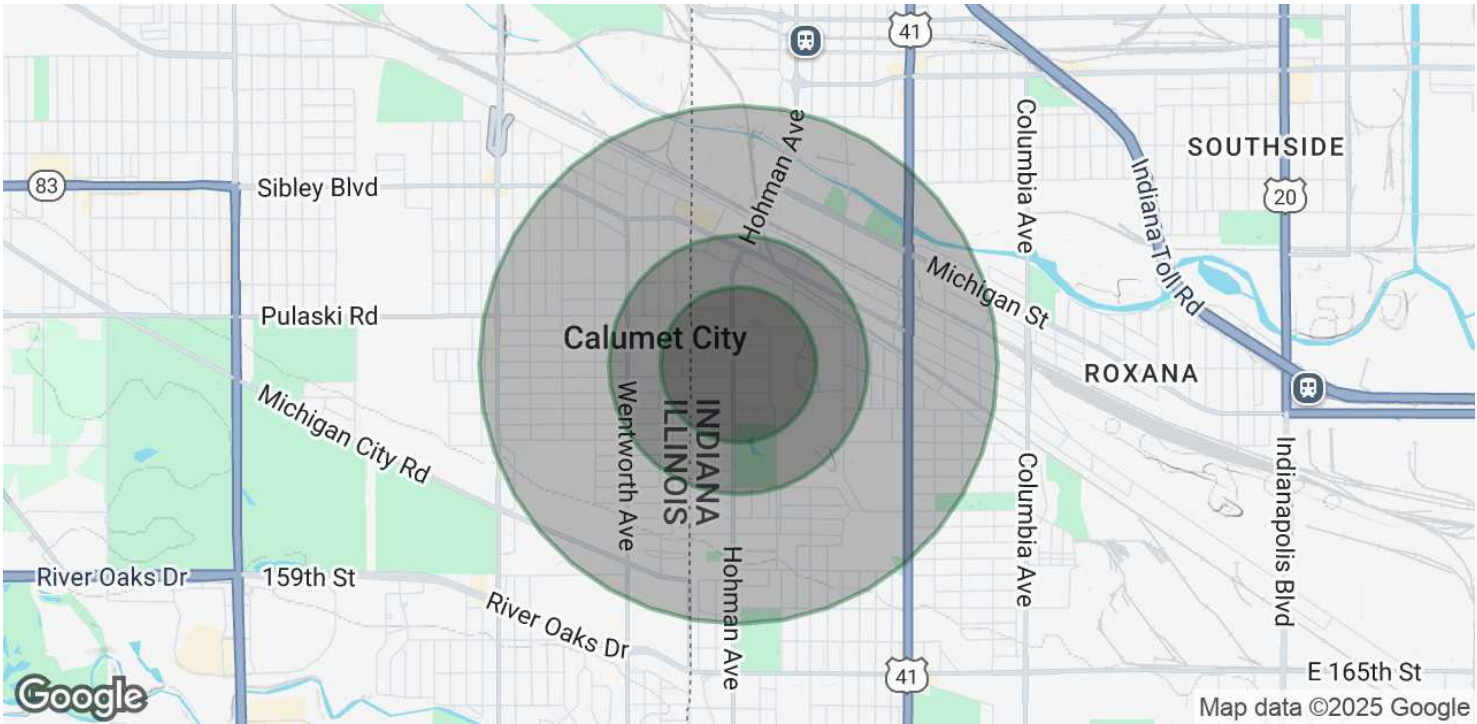 41
Hohman Ave
Columbia Ave
SOUTHSIDE
83
Sibley Blvd
Indiana Toll Rd
20
Michigan St
Pulaski Rd
Calumet City
ROXANA
Michigan City Rd
Wentworth Ave
ILLINOIS
INDIANA
Columbia Ave
Indianapolis Blvd
River Oaks Dr
159th St
Hohman Ave
River Oaks Dr
41
E 165th St
Google
Map data ©2025 Google